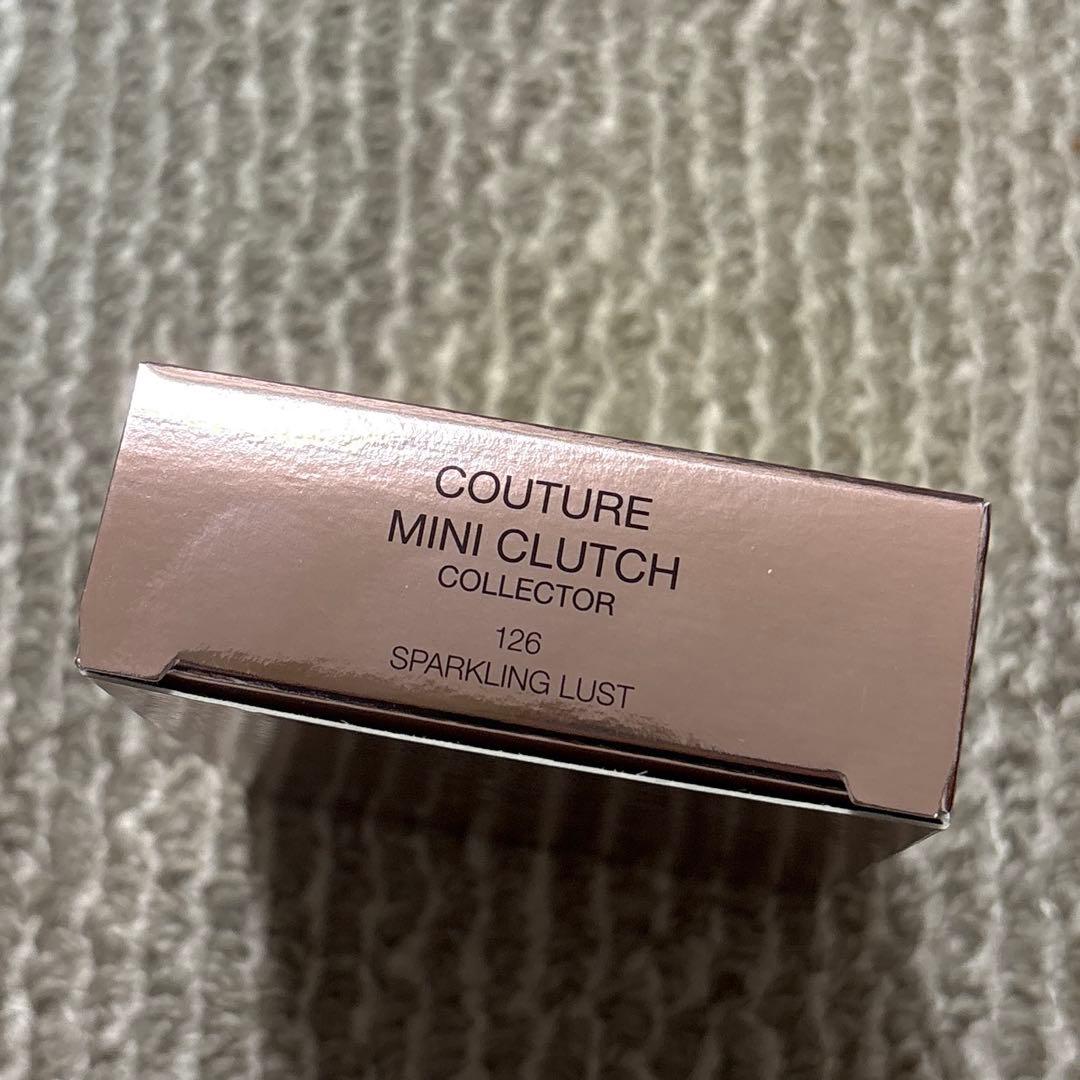 COUTURE
MINI CLUTCH
COLLECTOR
126
SPARKLING LUST